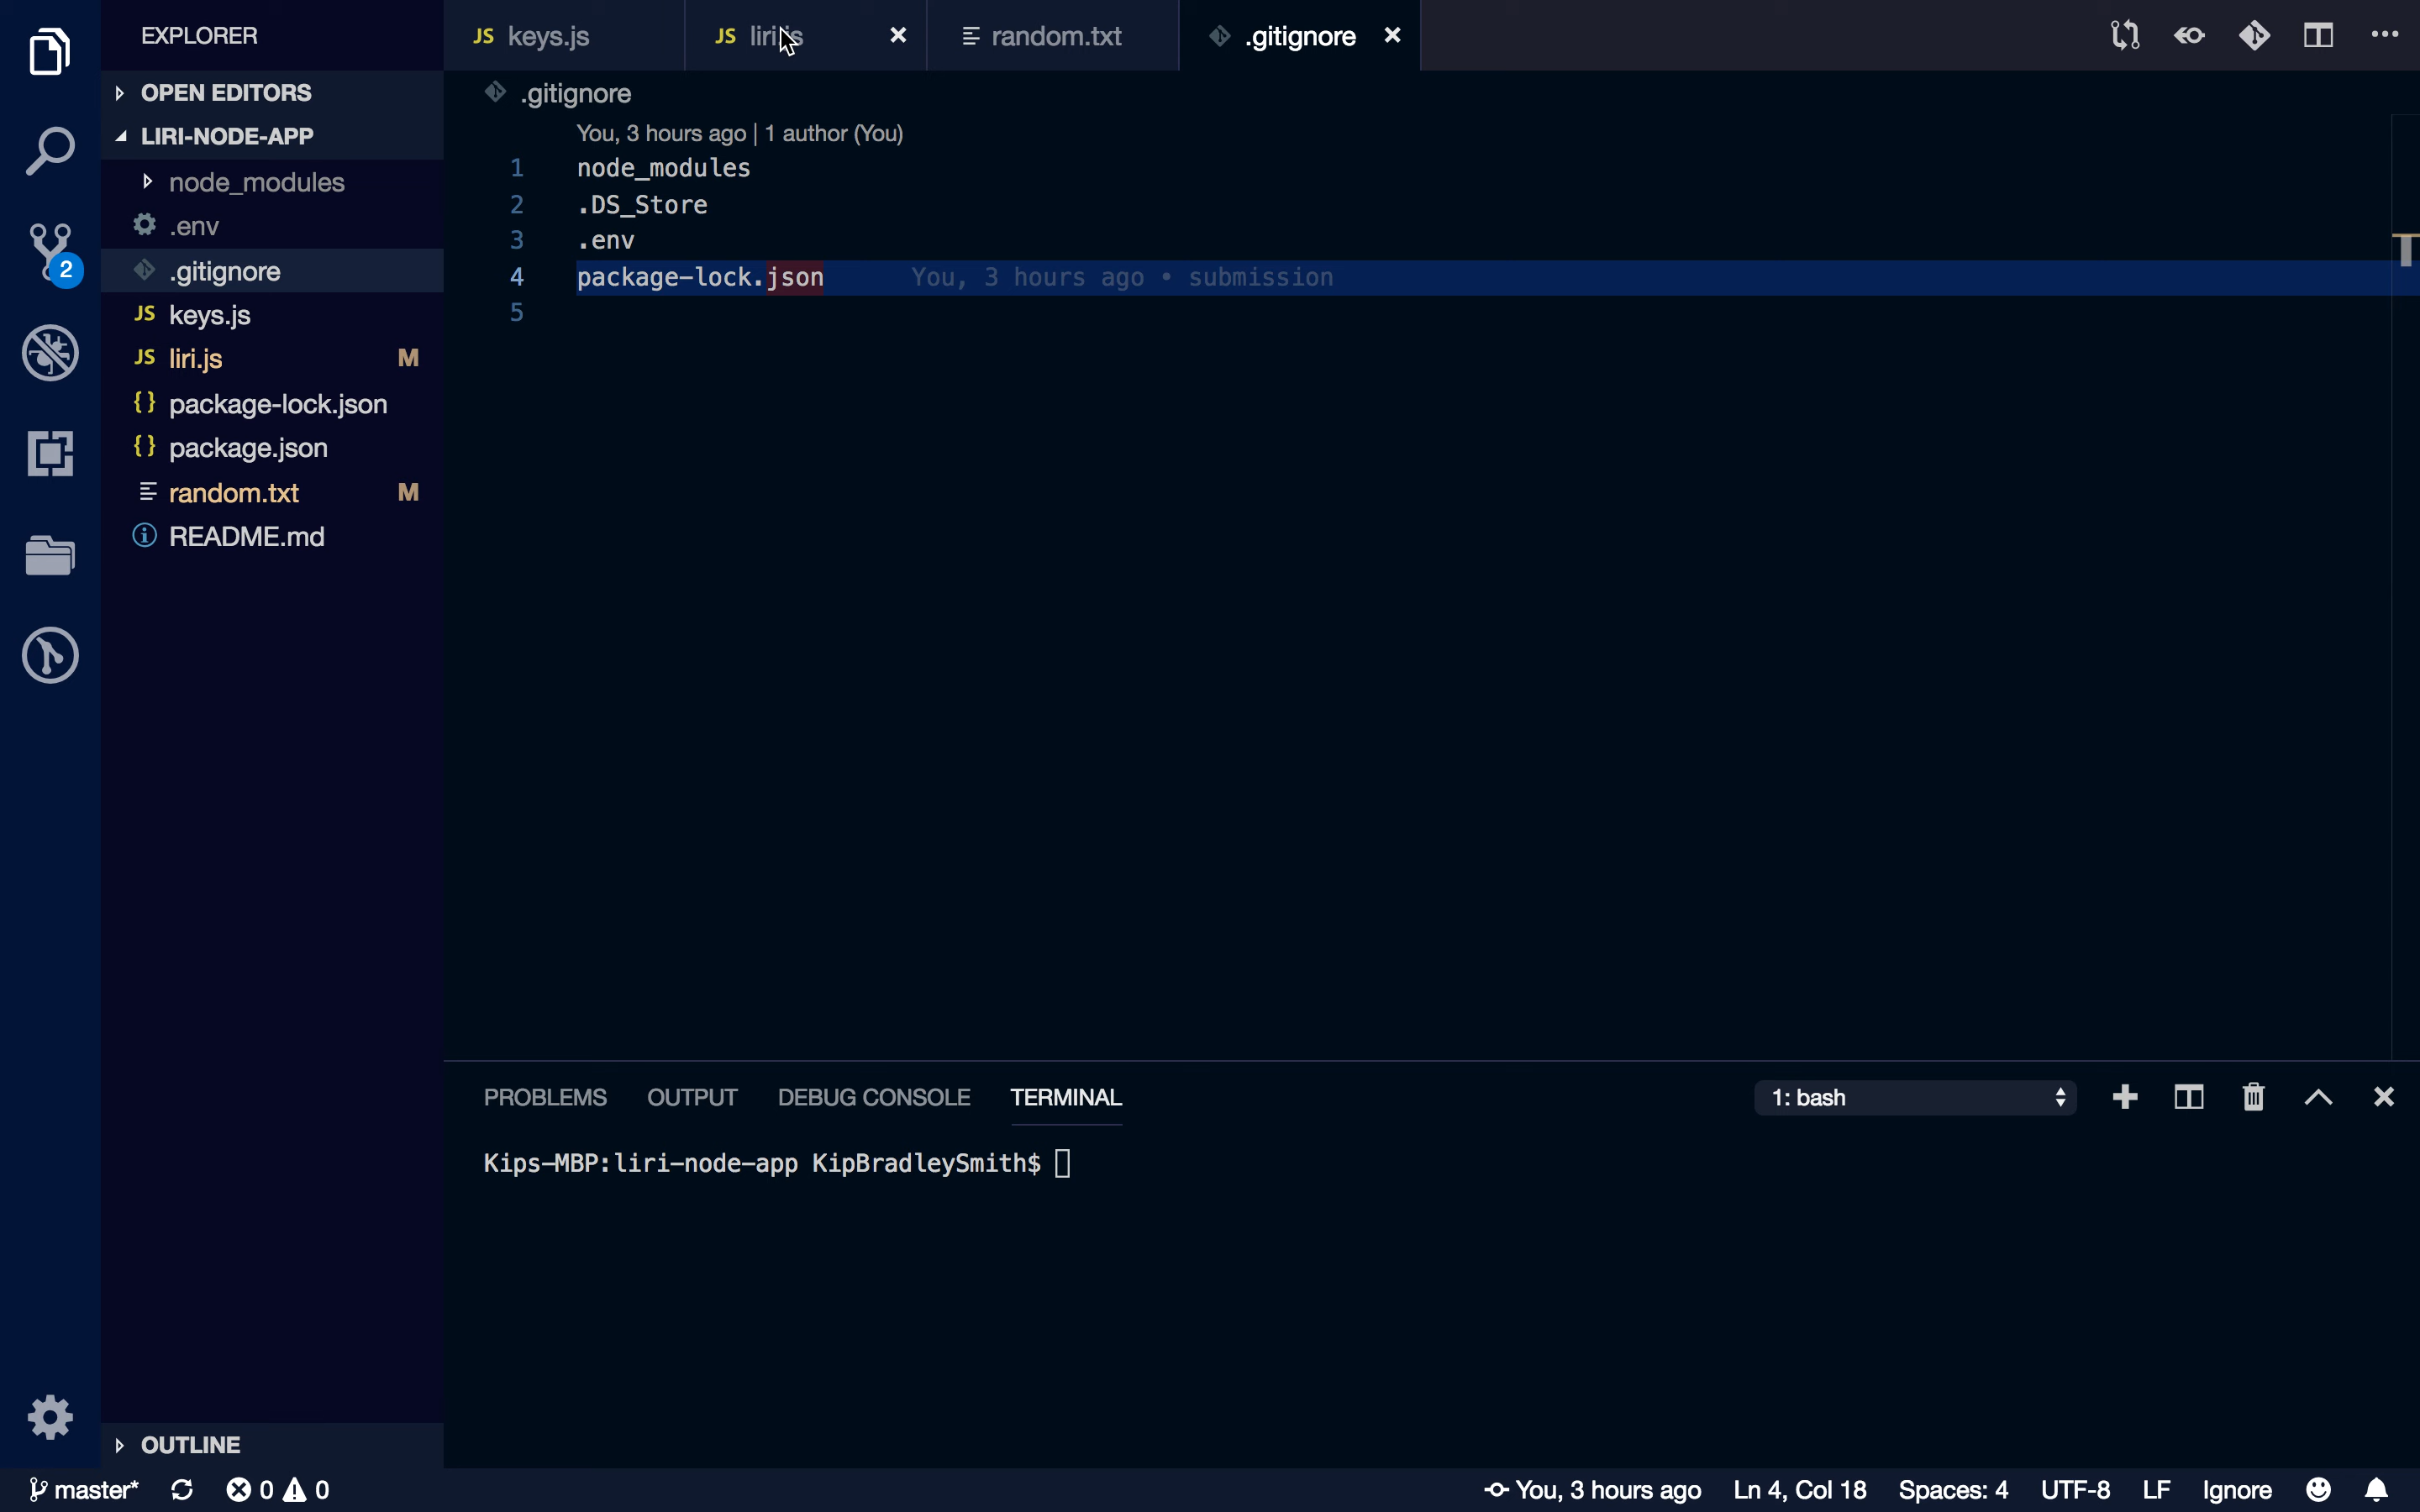 EXPLORER
OPEN EDITORS
LIRI-NODE-APP
node_modules
.env
.gitignore
JS keys.js
JS liri.js M
{} package-lock.json
{} package.json
random.txt M
README.md
OUTLINE
2
JS keys.js
JS liri.js
random.txt
.gitignore
.gitignore
You, 3 hours ago | 1 author (You)
1 node_modules
2 .DS_Store
3 .env
4 package-lock.json You, 3 hours ago • submission
5
PROBLEMS OUTPUT DEBUG CONSOLE TERMINAL
1: bash
Kips-MBP:liri-node-app KipBradleySmith$
master* 0 0
You, 3 hours ago Ln 4, Col 18 Spaces: 4 UTF-8 LF Ignore